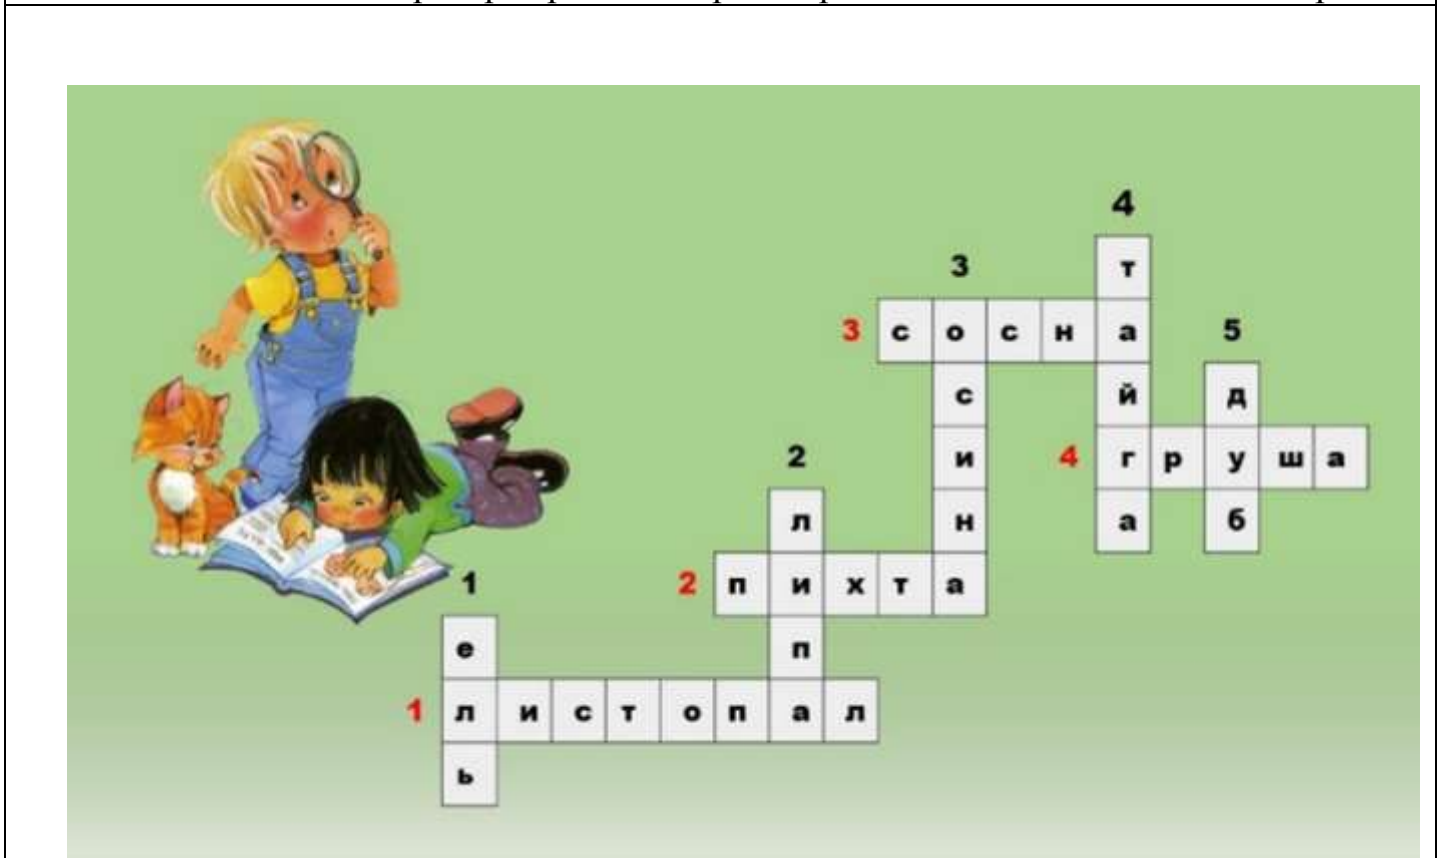 4
3 т
3 с о с н а 5
с й д
2 и 4 г р у ш а
л н а б
1 2 п и х т а
е п
1 л и с т о п а л
ь